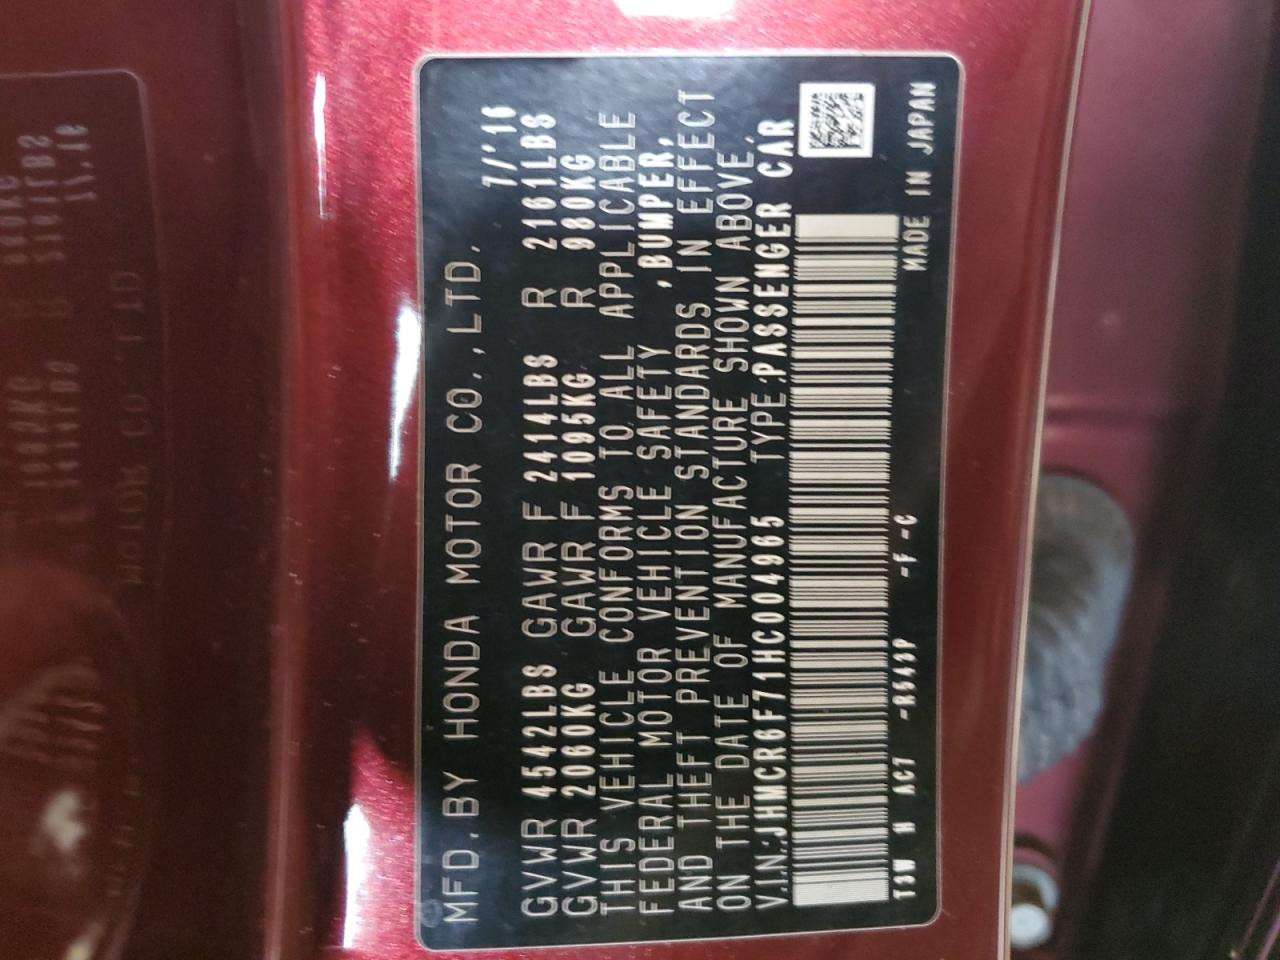 MFD. BY HONDA MOTOR CO., LTD. 7/'16
GVWR 4542LBS GAWR F 2414LBS R 2161LBS
GVWR 2060KG GAWR F 1095KG R 980KG
THIS VEHICLE CONFORMS TO ALL APPLICABLE
FEDERAL MOTOR VEHICLE SAFETY ,BUMPER,
AND THEFT PREVENTION STANDARDS IN EFFECT
ON THE DATE OF MANUFACTURE SHOWN ABOVE.
V.I.N.:JHMCR6F71HC004965 TYPE:PASSENGER CAR
T3W H AC7 -R543P -F -C MADE IN JAPAN